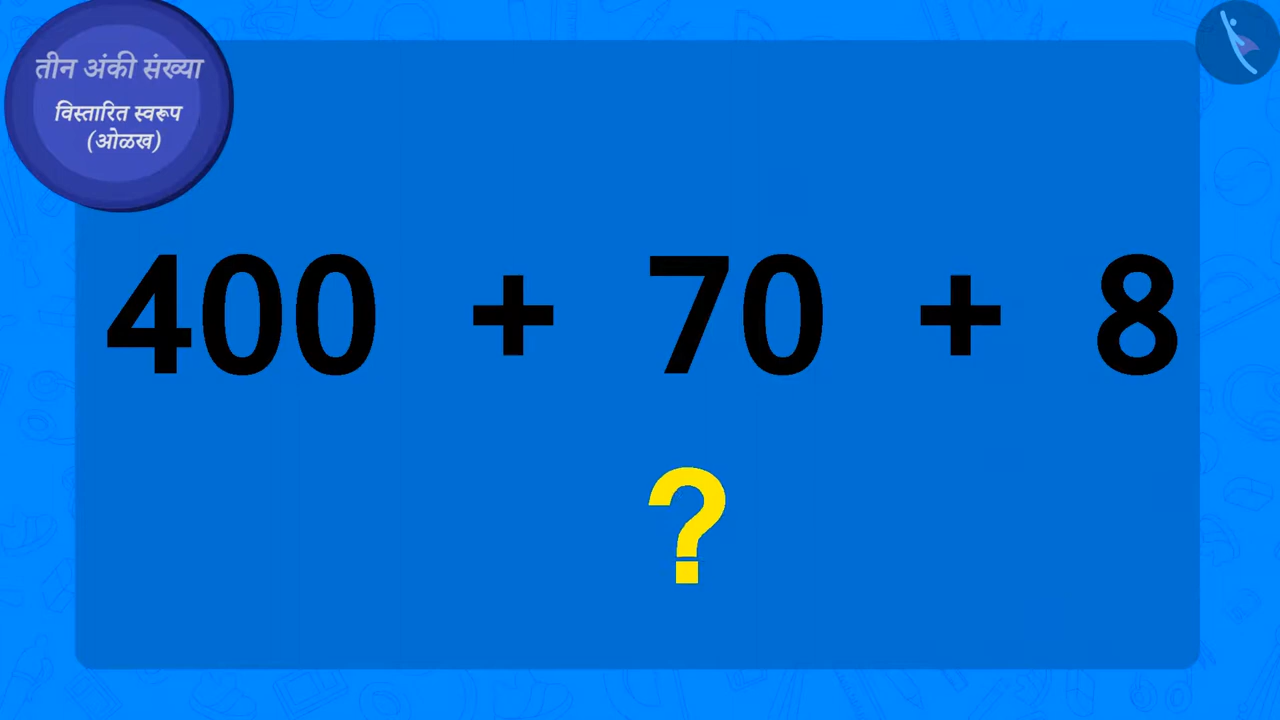 तीन अंकी संख्या
विस्तारित स्वरूप
(ओळख)
400 + 70 + 8
?